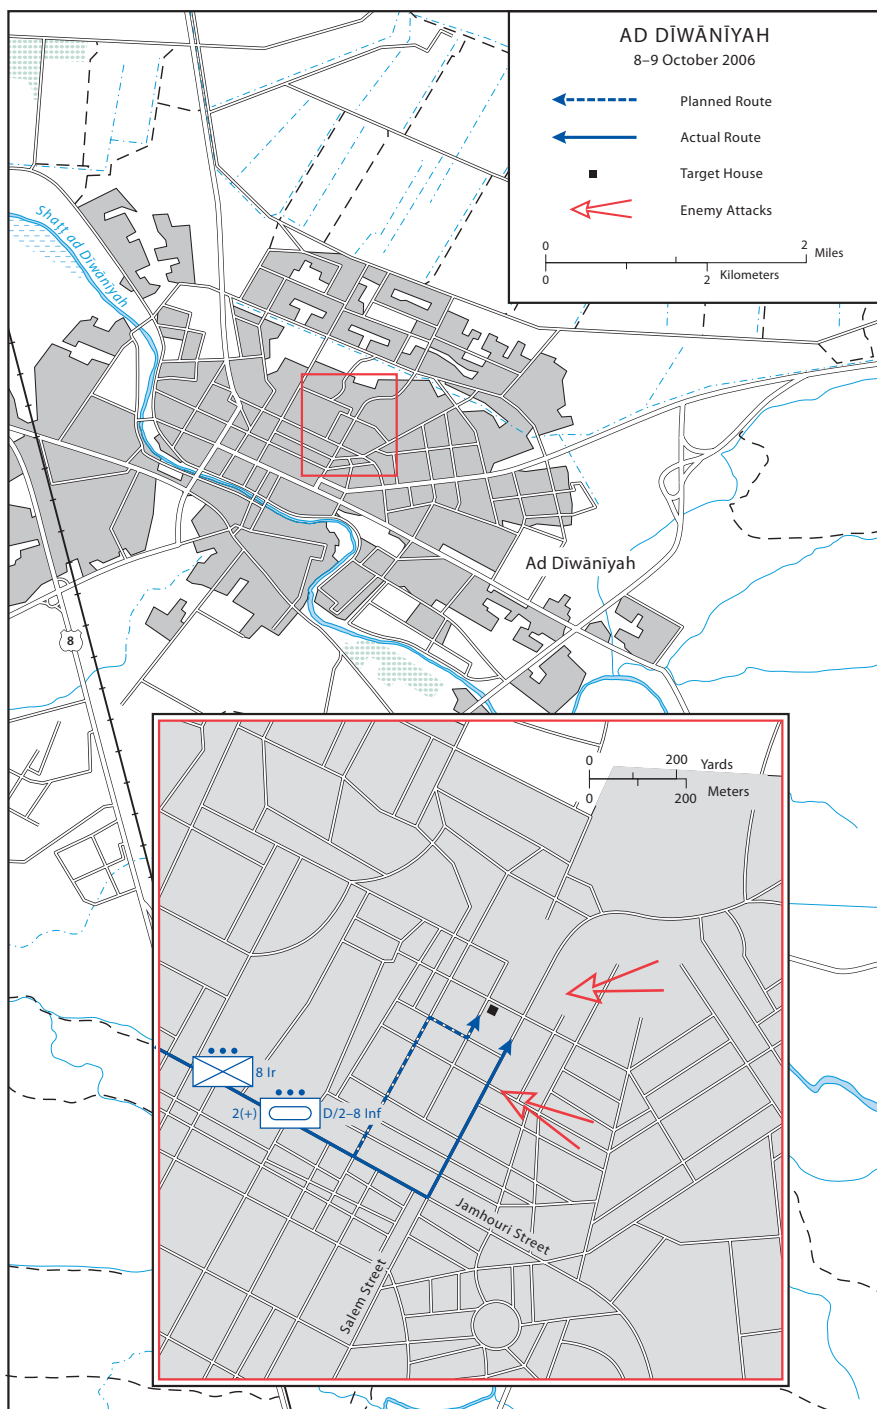 AD DĪWĀNĪYAH
8–9 October 2006
Planned Route
Actual Route
Target House
Enemy Attacks
0 2 Miles
0 2 Kilometers
Shaṭṭ ad Dīwānīyah
Ad Dīwānīyah
8
0 200 Yards
0 200 Meters
8 Ir
2(+) D/2–8 Inf
Jamhouri Street
Salem Street